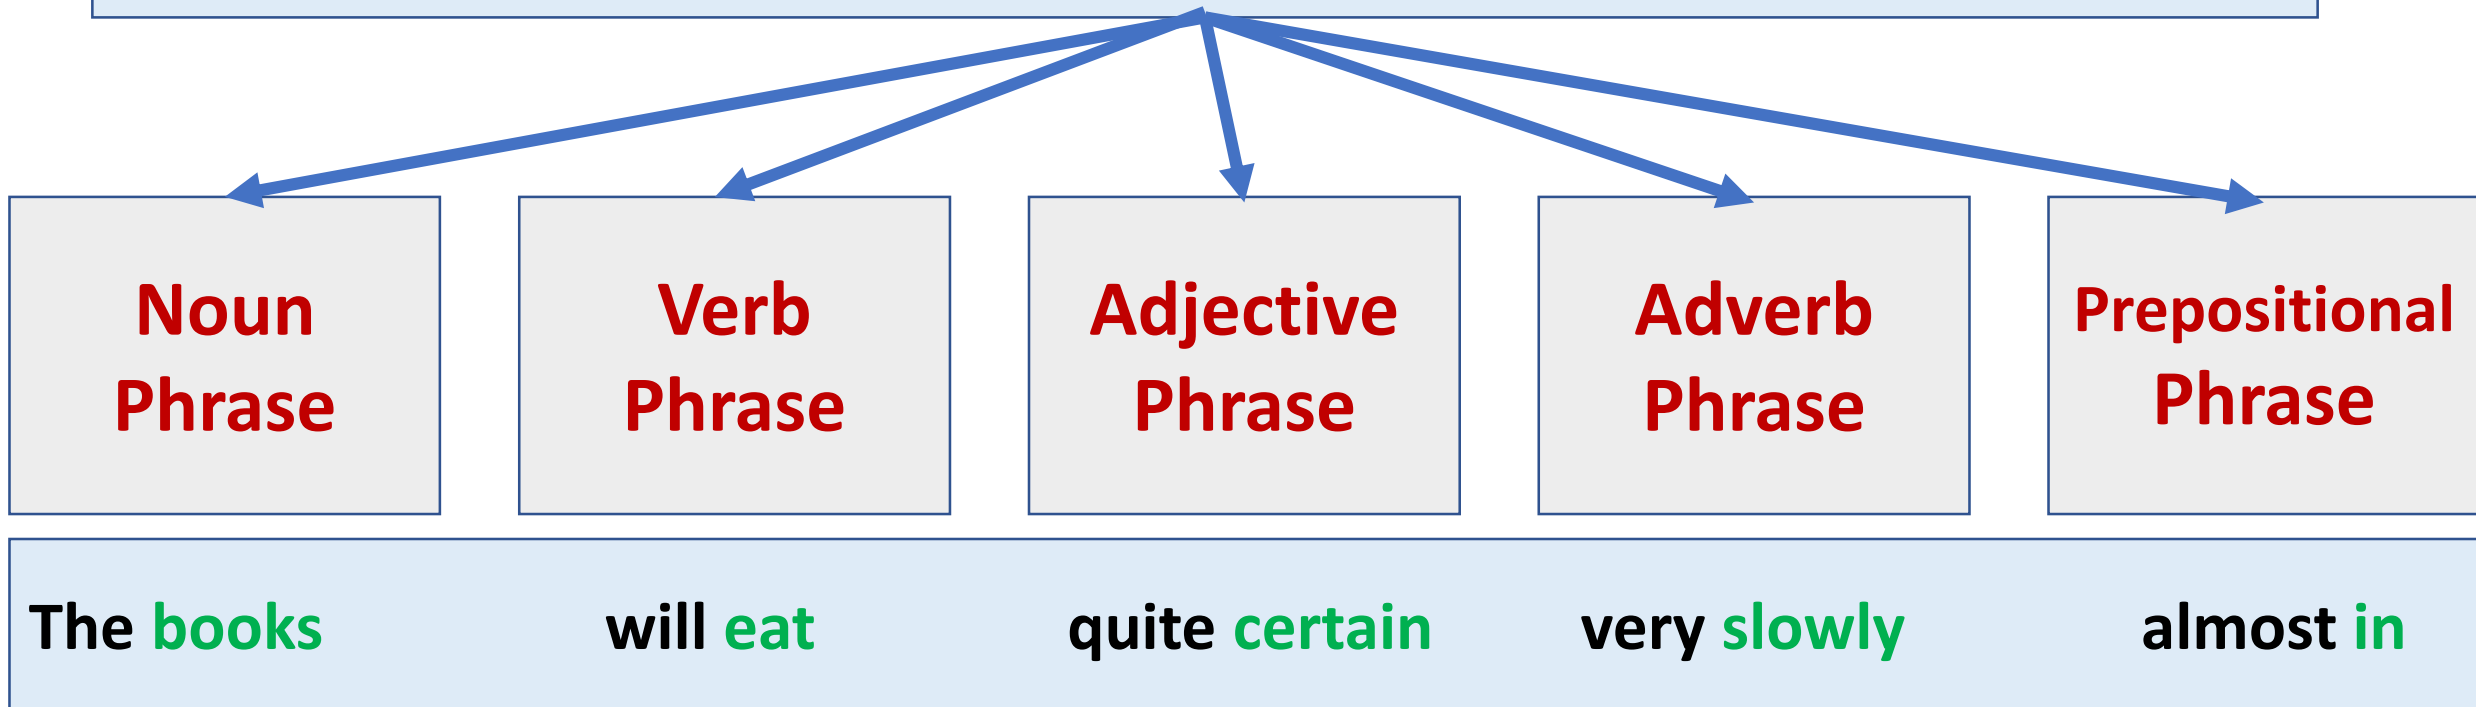 Noun
Phrase
Verb
Phrase
Adjective
Phrase
Adverb
Phrase
Prepositional
Phrase
The books
will eat
quite certain
very slowly
almost in